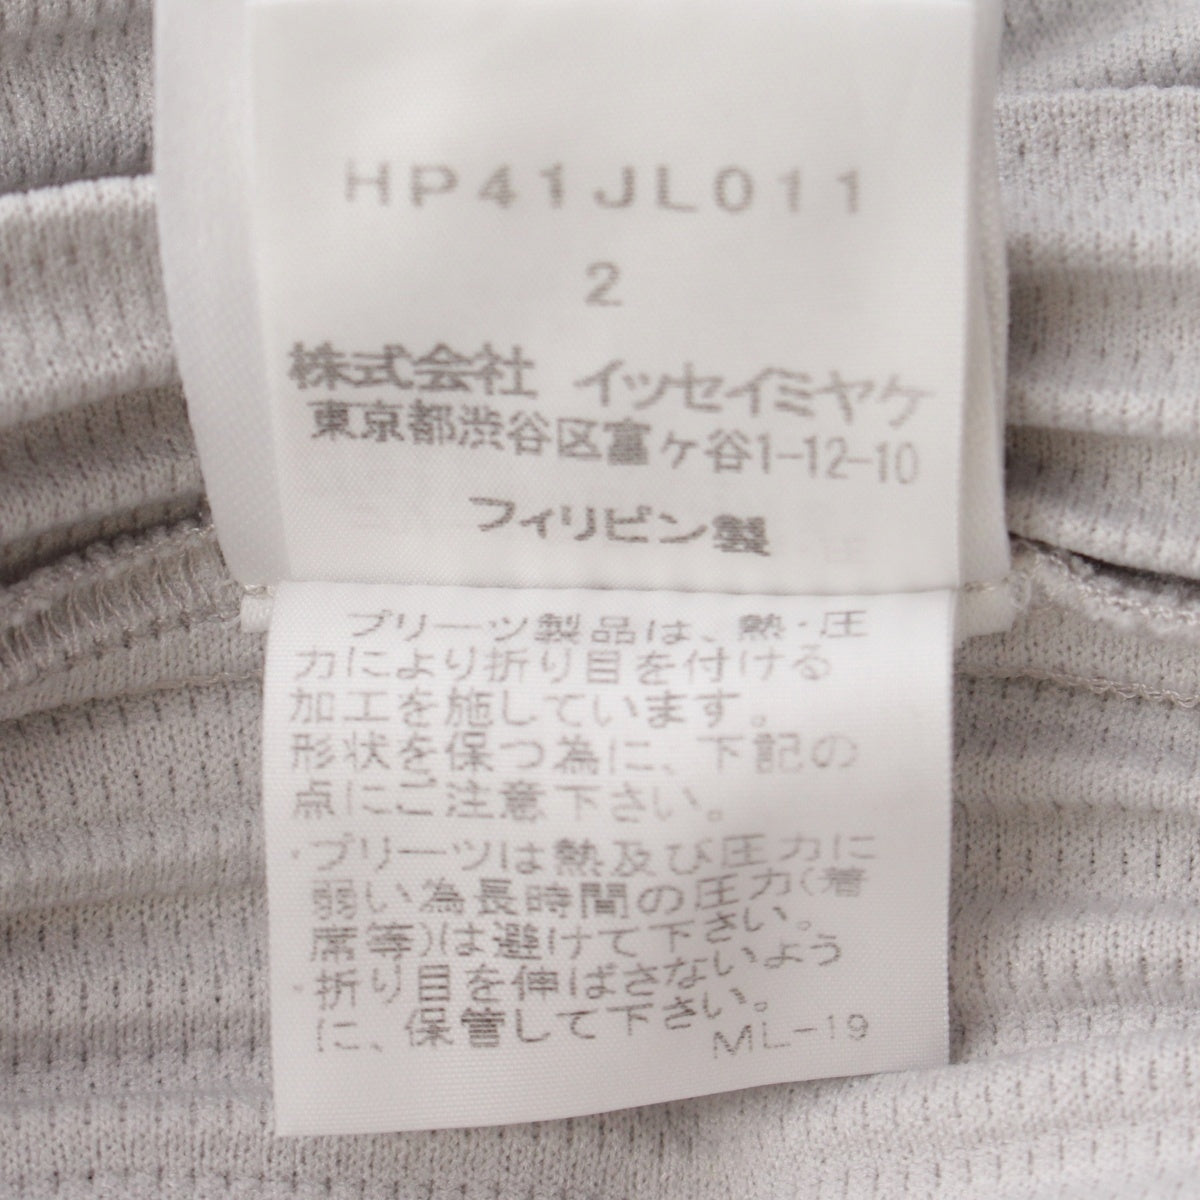 HP41JL011
2
株式会社 イッセイミヤケ
東京都渋谷区富ヶ谷1-12-10
フィリピン製
プリーツ製品は、熱・圧
力により折り目を付ける
加工を施しています。
形状を保つ為に、下記の
点にご注意下さい。
・プリーツは熱及び圧力に
弱い為長時間の圧力(着
席等)は避けて下さい。
・折り目を伸ばさないよう
に、保管して下さい。
ML-19